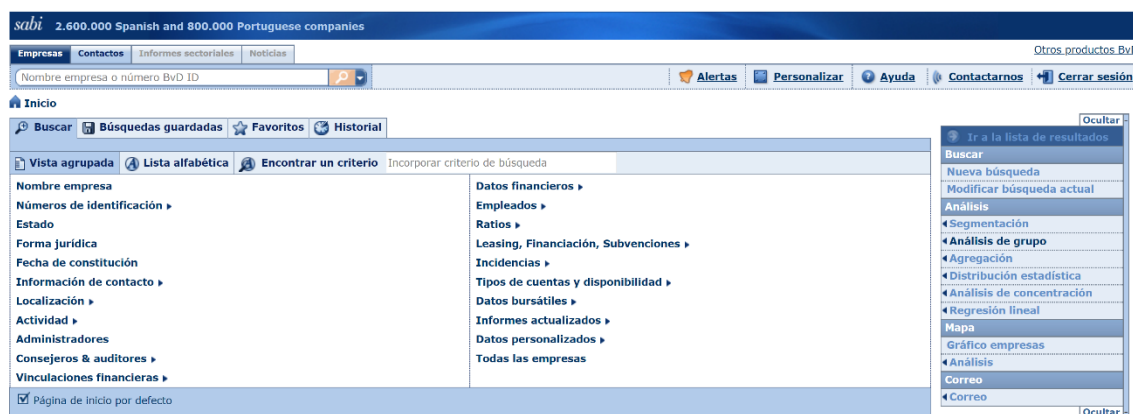 sabi 2.600.000 Spanish and 800.000 Portuguese companies
Empresas Contactos Informes sectoriales Noticias Otros productos BvD
Nombre empresa o número BvD ID Alertas Personalizar Ayuda Contactarnos Cerrar sesión
Inicio
Buscar Búsquedas guardadas Favoritos Historial
Vista agrupada Lista alfabética Encontrar un criterio Incorporar criterio de búsqueda
Nombre empresa
Números de identificación
Estado
Forma jurídica
Fecha de constitución
Información de contacto
Localización
Actividad
Administradores
Consejeros & auditores
Vinculaciones financieras
Datos financieros
Empleados
Ratios
Leasing, Financiación, Subvenciones
Incidencias
Tipos de cuentas y disponibilidad
Datos bursátiles
Informes actualizados
Datos personalizados
Todas las empresas
Página de inicio por defecto
Ocultar
Ir a la lista de resultados
Buscar
Nueva búsqueda
Modificar búsqueda actual
Análisis
Segmentación
Análisis de grupo
Agregación
Distribución estadística
Análisis de concentración
Regresión lineal
Mapa
Gráfico empresas
Análisis
Correo
Correo
Ocultar